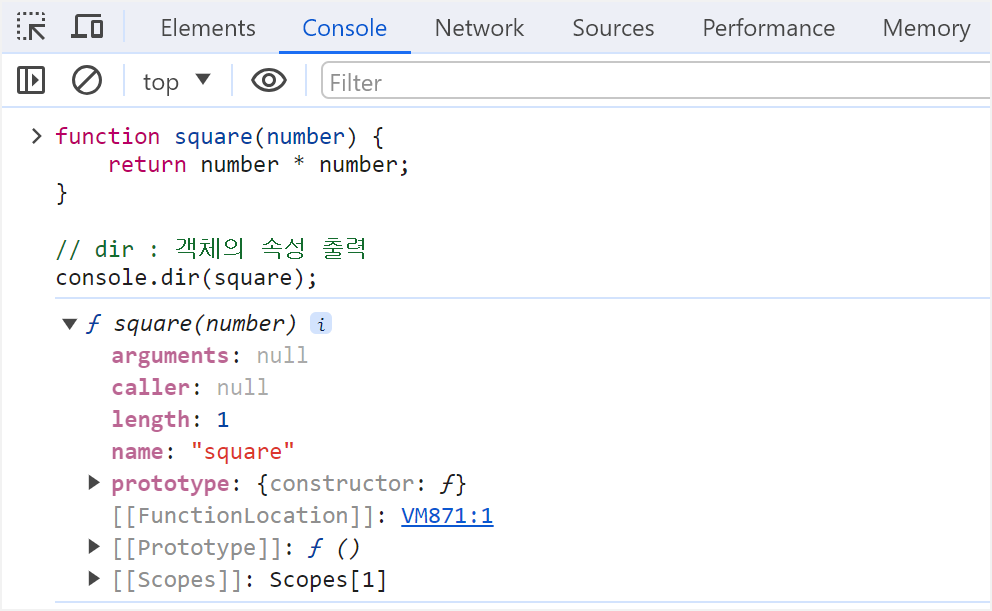 Elements Console Network Sources Performance Memory
top Filter
function square(number) {
    return number * number;
}
// dir : 객체의 속성 출력
console.dir(square);
ƒ square(number) i
arguments: null
caller: null
length: 1
name: "square"
prototype: {constructor: ƒ}
[[FunctionLocation]]: VM871:1
[[Prototype]]: ƒ ()
[[Scopes]]: Scopes[1]